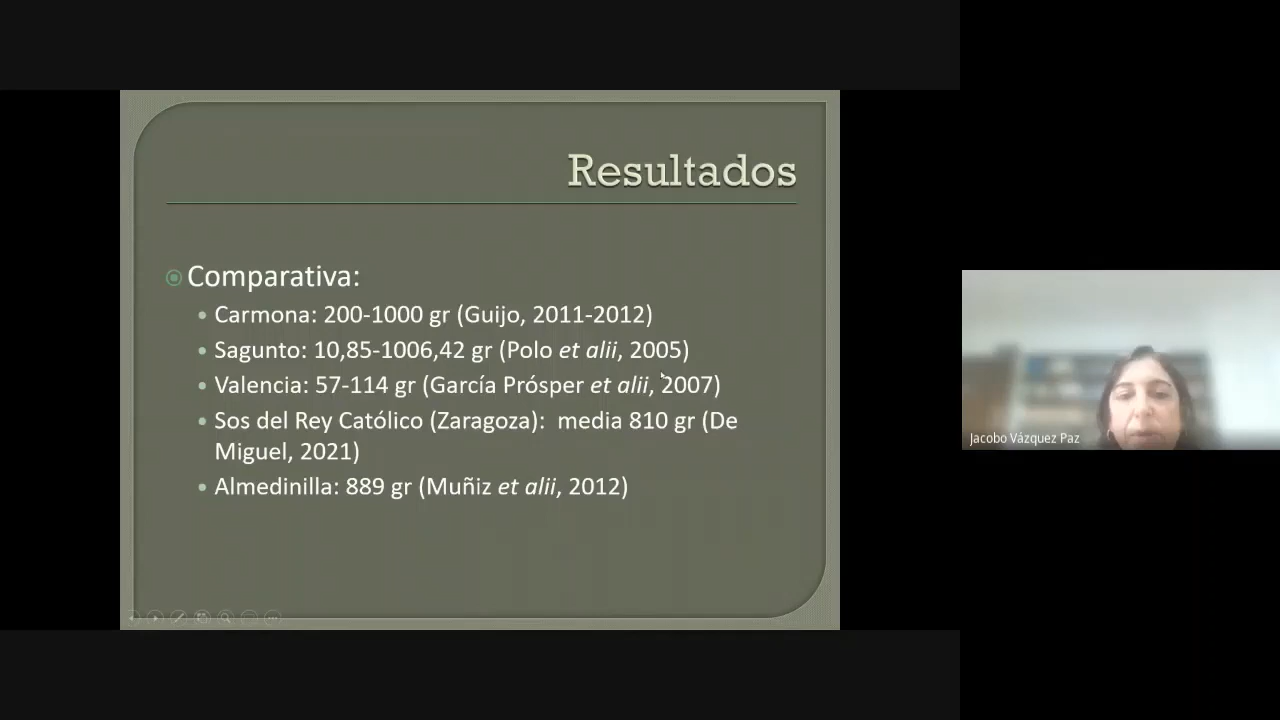 Resultados
Comparativa:
Carmona: 200-1000 gr (Guijo, 2011-2012)
Sagunto: 10,85-1006,42 gr (Polo et alii, 2005)
Valencia: 57-114 gr (García Prósper et alii, 2007)
Sos del Rey Católico (Zaragoza): media 810 gr (De
Miguel, 2021)
Almedinilla: 889 gr (Muñiz et alii, 2012)
Jacobo Vázquez Paz